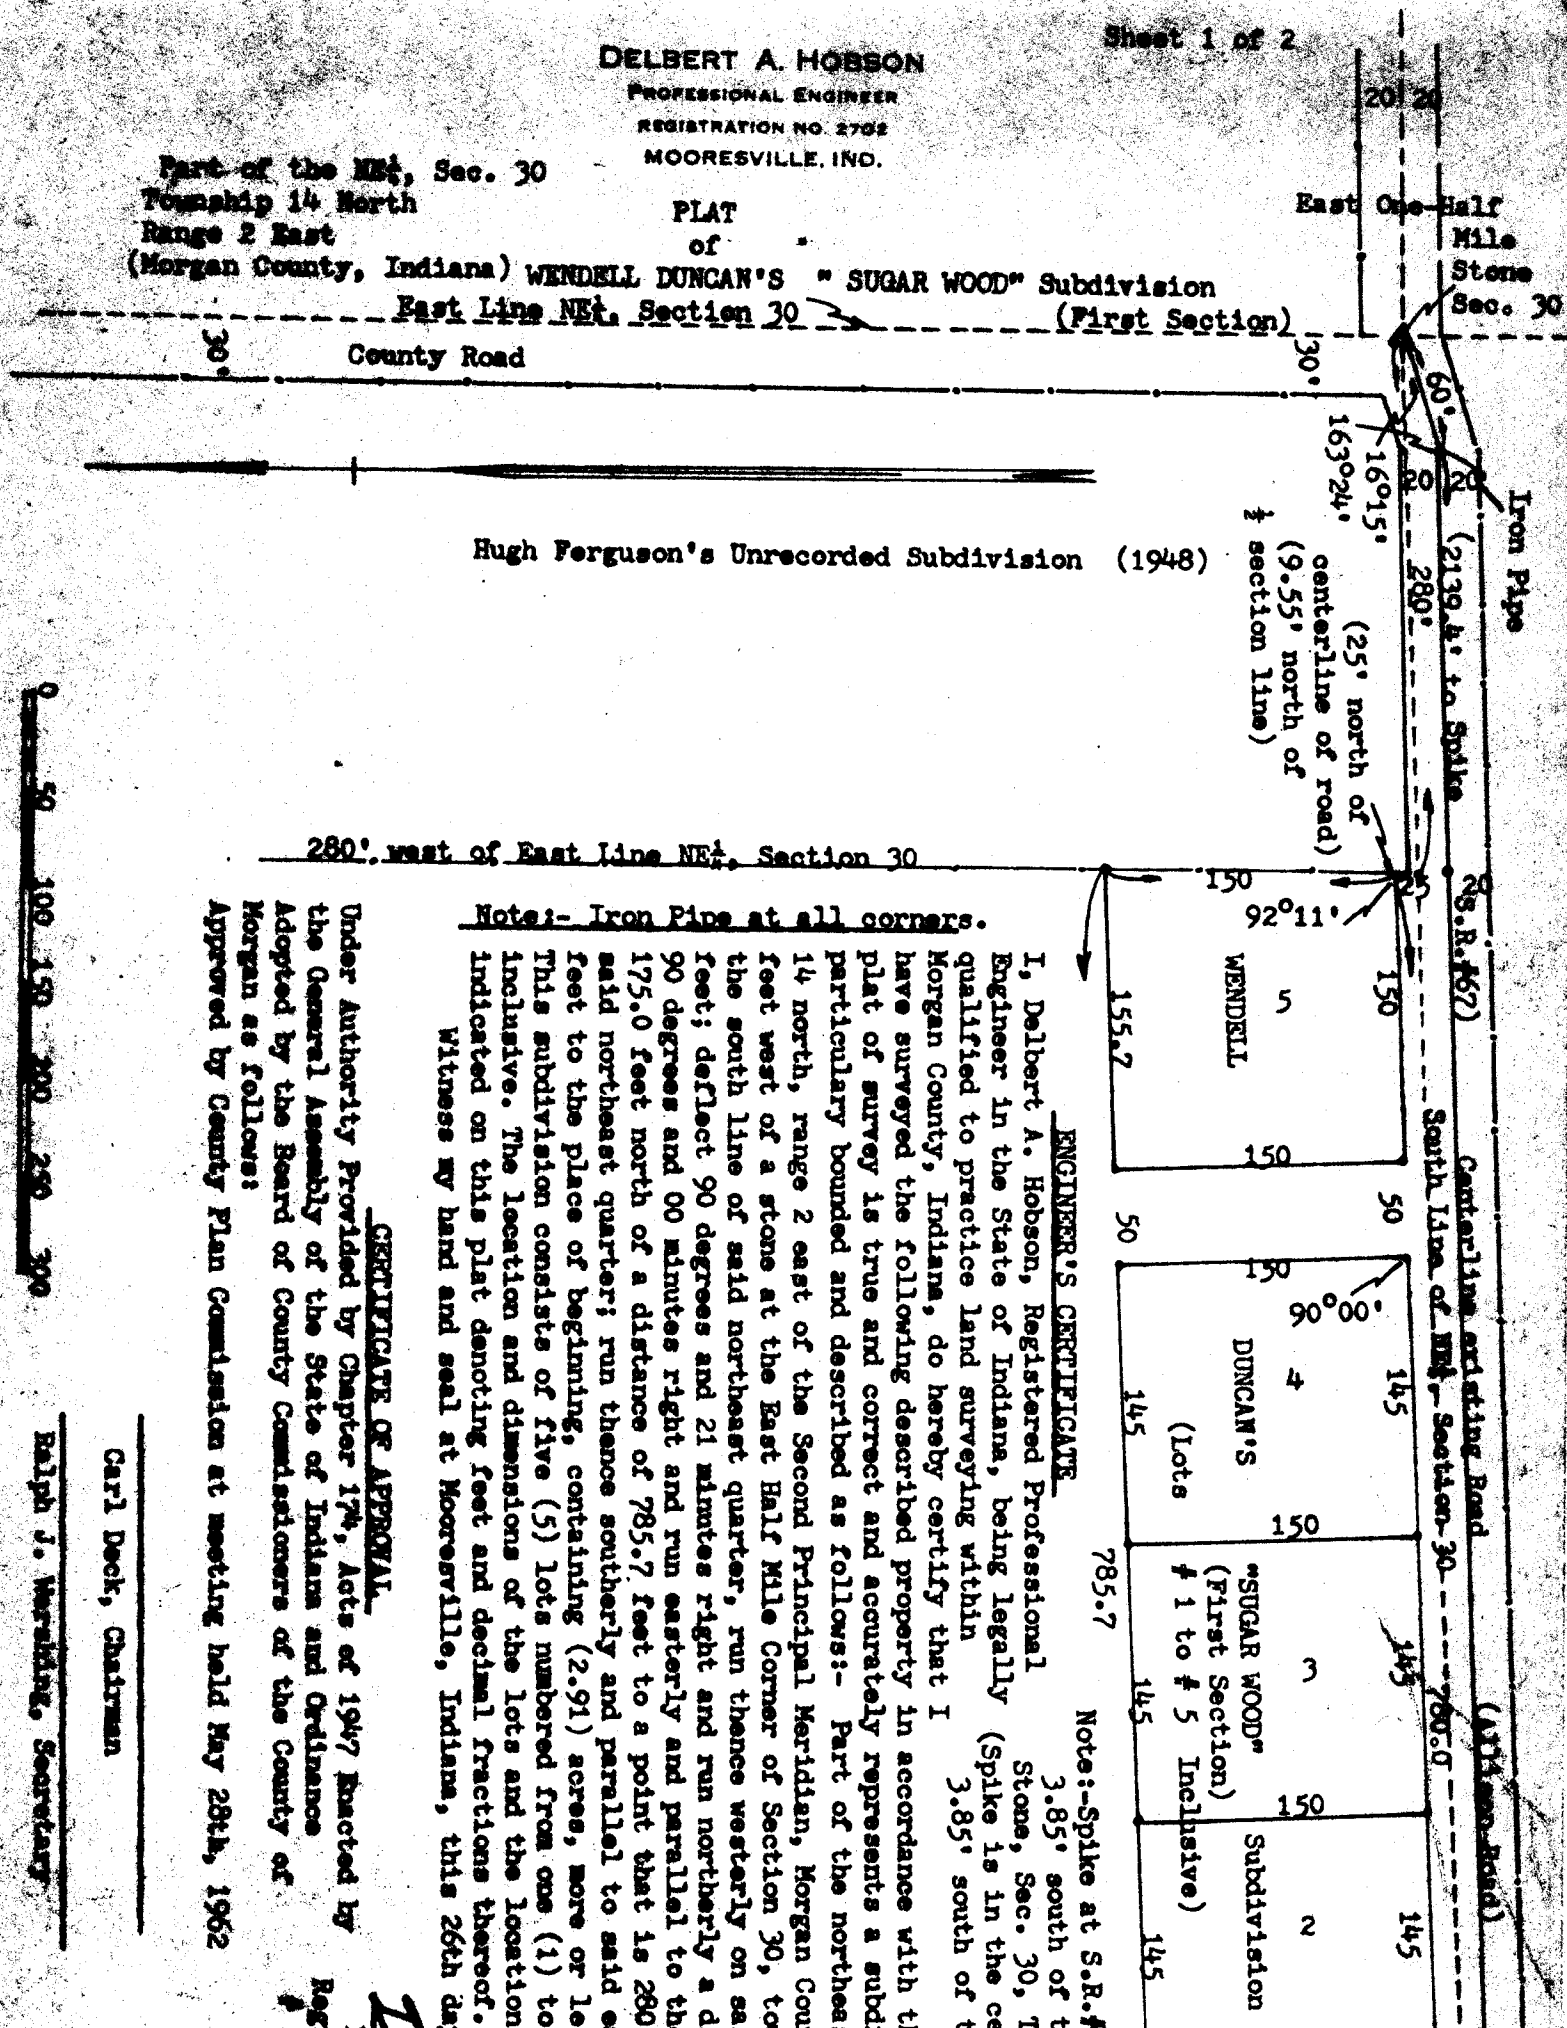 Sheet 1 of 2
DELBERT A. HOBSON
PROFESSIONAL ENGINEER
REGISTRATION NO. 2702
MOORESVILLE, IND.
Part of the NE¼, Sec. 30
Township 14 North
Range 2 East
(Morgan County, Indiana)
PLAT
of
WENDELL DUNCAN'S " SUGAR WOOD" Subdivision
(First Section)
East Line NE¼, Section 30
20 20
East One-Half
Mile
Stone
Sec. 30
30'
County Road
30'
60'
16°15'
163°24'
20 20
Iron Pipe
Hugh Ferguson's Unrecorded Subdivision (1948)
280'
(2139.4' to Spike
S.R.#67)
(25' north of
centerline of road)
(9.55' north of
½ section line)
280' west of East Line NE¼, Section 30
150
25
20
92°11'
Note:- Iron Pipe at all corners.
WENDELL
5
150
155.7
150
50
50
150
90°00'
DUNCAN'S
4
145
145
(Lots
150
785.7
"SUGAR WOOD"
(First Section)
# 1 to # 5 Inclusive)
3
145
145
150
Subdivision
2
145
145
South Line of NE¼, Section 30
780.0
Centerline existing Road
(Allison Road)
Note:-Spike at S.R.#
3.85' south of t
Stone, Sec. 30, T
(Spike is in the ce
3.85' south of t
ENGINEER'S CERTIFICATE
I, Delbert A. Hobson, Registered Professional
Engineer in the State of Indiana, being legally
qualified to practice land surveying within
Morgan County, Indiana, do hereby certify that I
have surveyed the following described property in accordance with th
plat of survey is true and correct and accurately represents a subdi
particulary bounded and described as follows:- Part of the northeas
14 north, range 2 east of the Second Principal Meridian, Morgan Cou
feet west of a stone at the East Half Mile Corner of Section 30, to
the south line of said northeast quarter, run thence westerly on sa
feet; deflect 90 degrees and 21 minutes right and run northerly a d
90 degrees and 00 minutes right and run easterly and parallel to th
175.0 feet north of a distance of 785.7 feet to a point that is 280
said northeast quarter; run thence southerly and parallel to said e
feet to the place of beginning, containing (2.91) acres, more or le
This subdivision consists of five (5) lots numbered from one (1) to
inclusive. The location and dimensions of the lots and the location
indicated on this plat denoting feet and decimal fractions thereof.
Witness my hand and seal at Mooresville, Indiana, this 26th da
Reg
CERTIFICATE OF APPROVAL
Under Authority Provided by Chapter 174, Acts of 1947 Enacted by
the General Assembly of the State of Indiana and Ordinance
Adopted by the Board of County Commissioners of the County of
Morgan as follows:
Approved by County Plan Commission at meeting held May 28th, 1962
Carl Deck, Chairman
Ralph J. Warsking, Secretary
0 50 100 150 200 250 300